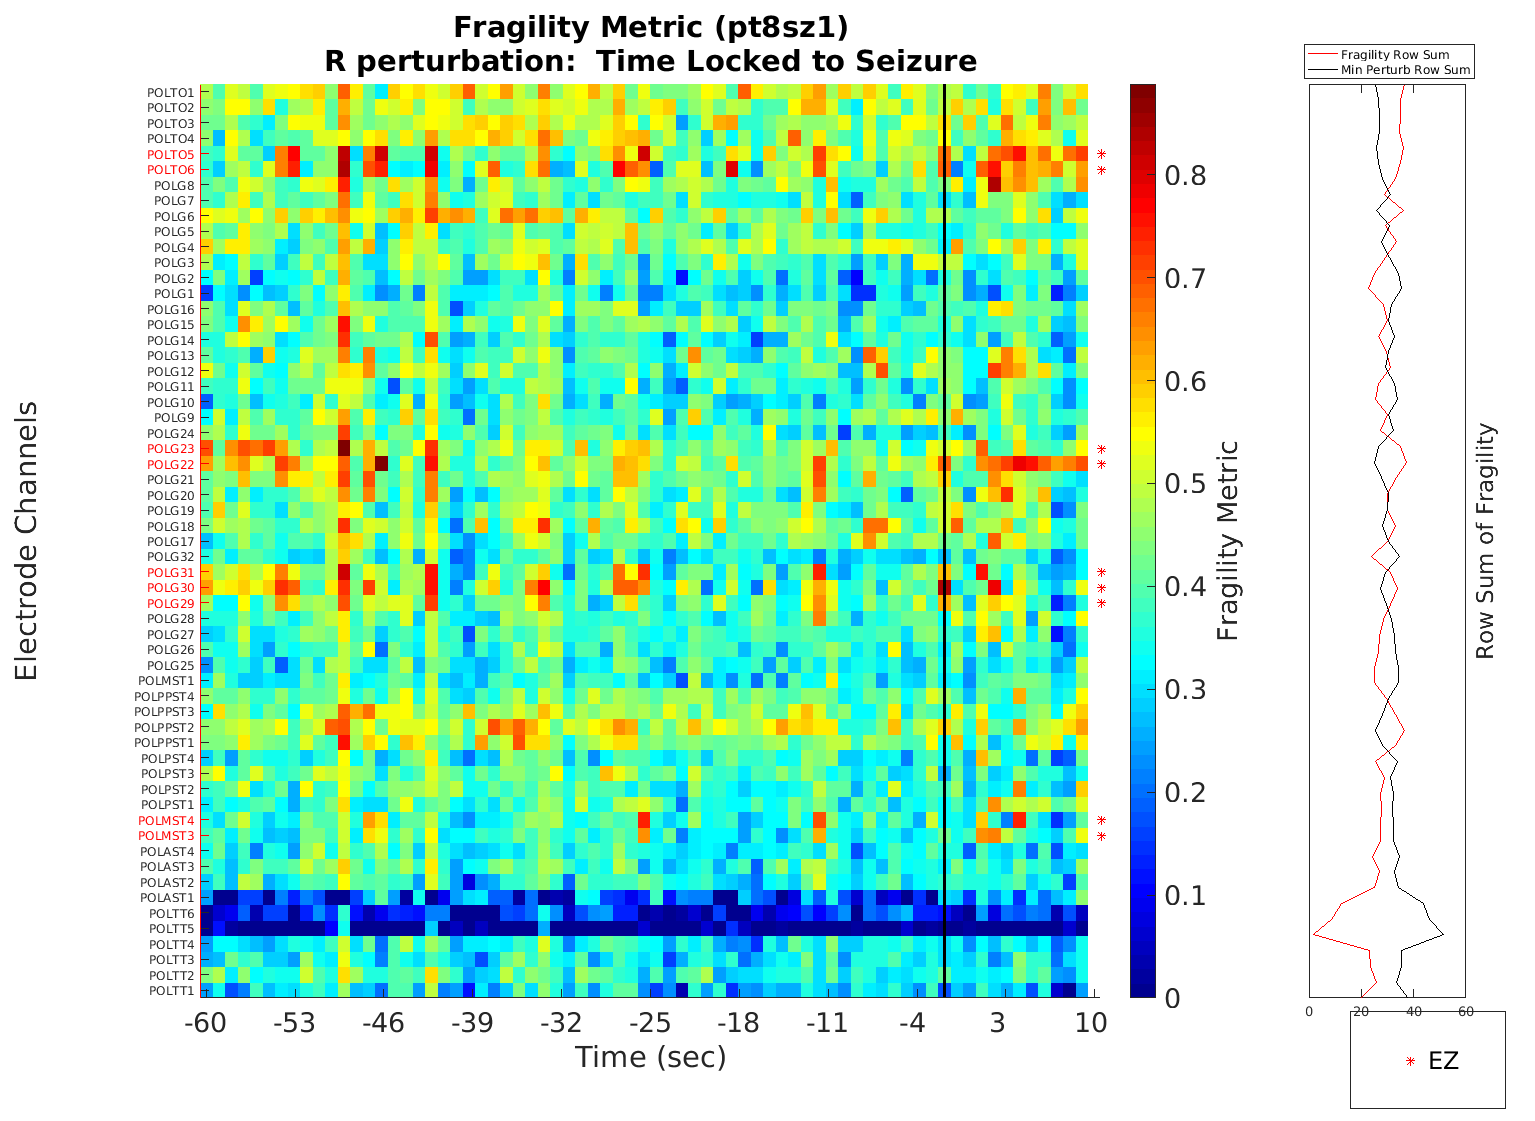 Fragility Metric (pt8sz1)
R perturbation:  Time Locked to Seizure
Fragility Row Sum
Min Perturb Row Sum
Electrode Channels
POLTO1
POLTO2
POLTO3
POLTO4
POLTO5
POLTO6
POLG8
POLG7
POLG6
POLG5
POLG4
POLG3
POLG2
POLG1
POLG16
POLG15
POLG14
POLG13
POLG12
POLG11
POLG10
POLG9
POLG24
POLG23
POLG22
POLG21
POLG20
POLG19
POLG18
POLG17
POLG32
POLG31
POLG30
POLG29
POLG28
POLG27
POLG26
POLG25
POLMST1
POLPPST4
POLPPST3
POLPPST2
POLPPST1
POLPST4
POLPST3
POLPST2
POLPST1
POLMST4
POLMST3
POLAST4
POLAST3
POLAST2
POLAST1
POLTT6
POLTT5
POLTT4
POLTT3
POLTT2
POLTT1
-60 -53 -46 -39 -32 -25 -18 -11 -4 3 10
Time (sec)
0.8
0.7
0.6
0.5
0.4
0.3
0.2
0.1
0
Fragility Metric
0 20 40 60
Row Sum of Fragility
* EZ